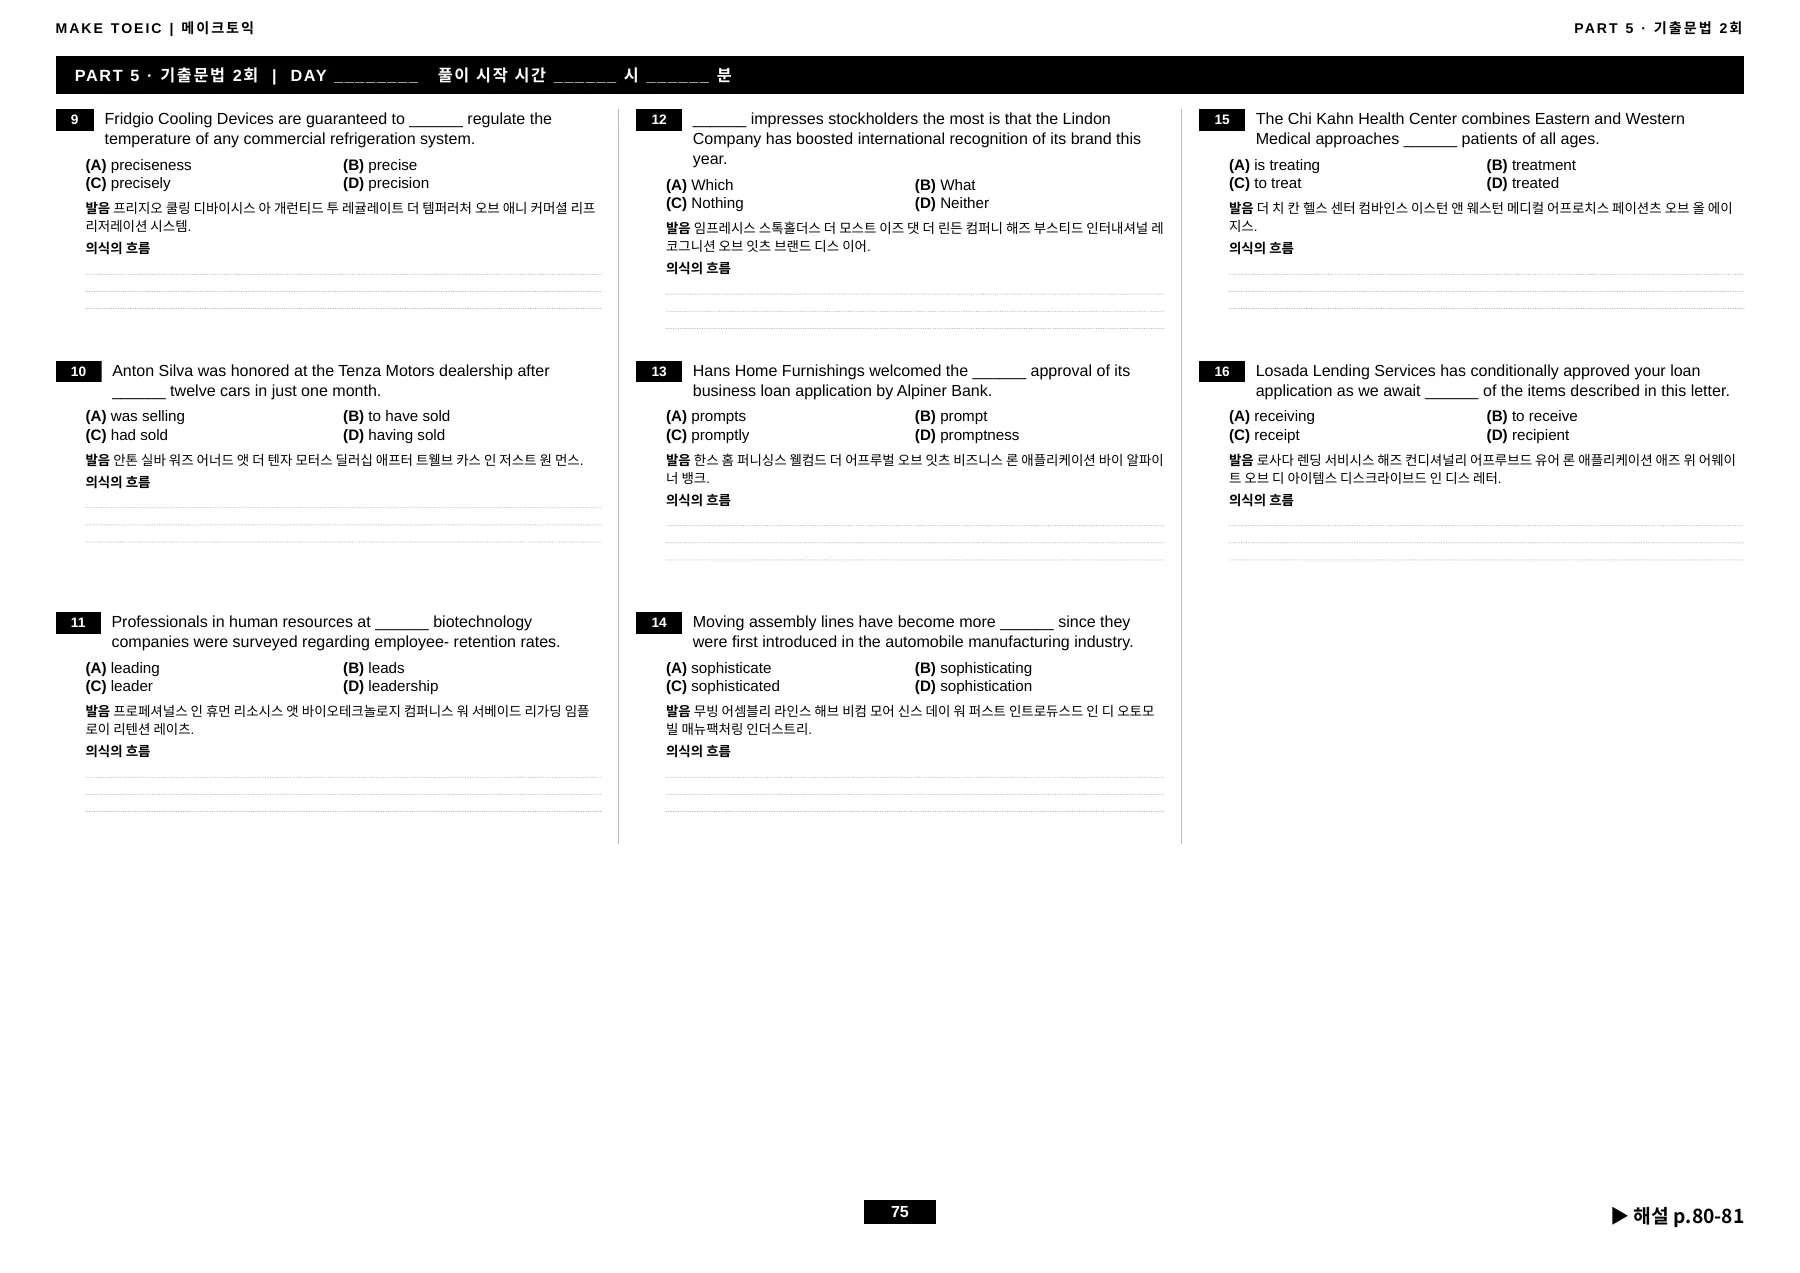 MAKE TOEIC | 메이크토익
PART 5 · 기출문법 2회
PART 5 · 기출문법 2회 | DAY ________ 풀이 시작 시간 ______ 시 ______ 분
9 Fridgio Cooling Devices are guaranteed to ______ regulate the
temperature of any commercial refrigeration system.
(A) preciseness (B) precise
(C) precisely (D) precision
발음 프리지오 쿨링 디바이시스 아 개런티드 투 레귤레이트 더 템퍼러처 오브 애니 커머셜 리프
리저레이션 시스템.
의식의 흐름
10 Anton Silva was honored at the Tenza Motors dealership after
______ twelve cars in just one month.
(A) was selling (B) to have sold
(C) had sold (D) having sold
발음 안톤 실바 워즈 어너드 앳 더 텐자 모터스 딜러십 애프터 트웰브 카스 인 저스트 원 먼스.
의식의 흐름
11 Professionals in human resources at ______ biotechnology
companies were surveyed regarding employee- retention rates.
(A) leading (B) leads
(C) leader (D) leadership
발음 프로페셔널스 인 휴먼 리소시스 앳 바이오테크놀로지 컴퍼니스 워 서베이드 리가딩 임플
로이 리텐션 레이츠.
의식의 흐름
12 ______ impresses stockholders the most is that the Lindon
Company has boosted international recognition of its brand this
year.
(A) Which (B) What
(C) Nothing (D) Neither
발음 임프레시스 스톡홀더스 더 모스트 이즈 댓 더 린든 컴퍼니 해즈 부스티드 인터내셔널 레
코그니션 오브 잇츠 브랜드 디스 이어.
의식의 흐름
13 Hans Home Furnishings welcomed the ______ approval of its
business loan application by Alpiner Bank.
(A) prompts (B) prompt
(C) promptly (D) promptness
발음 한스 홈 퍼니싱스 웰컴드 더 어프루벌 오브 잇츠 비즈니스 론 애플리케이션 바이 알파이
너 뱅크.
의식의 흐름
14 Moving assembly lines have become more ______ since they
were first introduced in the automobile manufacturing industry.
(A) sophisticate (B) sophisticating
(C) sophisticated (D) sophistication
발음 무빙 어셈블리 라인스 해브 비컴 모어 신스 데이 워 퍼스트 인트로듀스드 인 디 오토모
빌 매뉴팩처링 인더스트리.
의식의 흐름
15 The Chi Kahn Health Center combines Eastern and Western
Medical approaches ______ patients of all ages.
(A) is treating (B) treatment
(C) to treat (D) treated
발음 더 치 칸 헬스 센터 컴바인스 이스턴 앤 웨스턴 메디컬 어프로치스 페이션츠 오브 올 에이
지스.
의식의 흐름
16 Losada Lending Services has conditionally approved your loan
application as we await ______ of the items described in this letter.
(A) receiving (B) to receive
(C) receipt (D) recipient
발음 로사다 렌딩 서비시스 해즈 컨디셔널리 어프루브드 유어 론 애플리케이션 애즈 위 어웨이
트 오브 디 아이템스 디스크라이브드 인 디스 레터.
의식의 흐름
75
▶ 해설 p.80-81